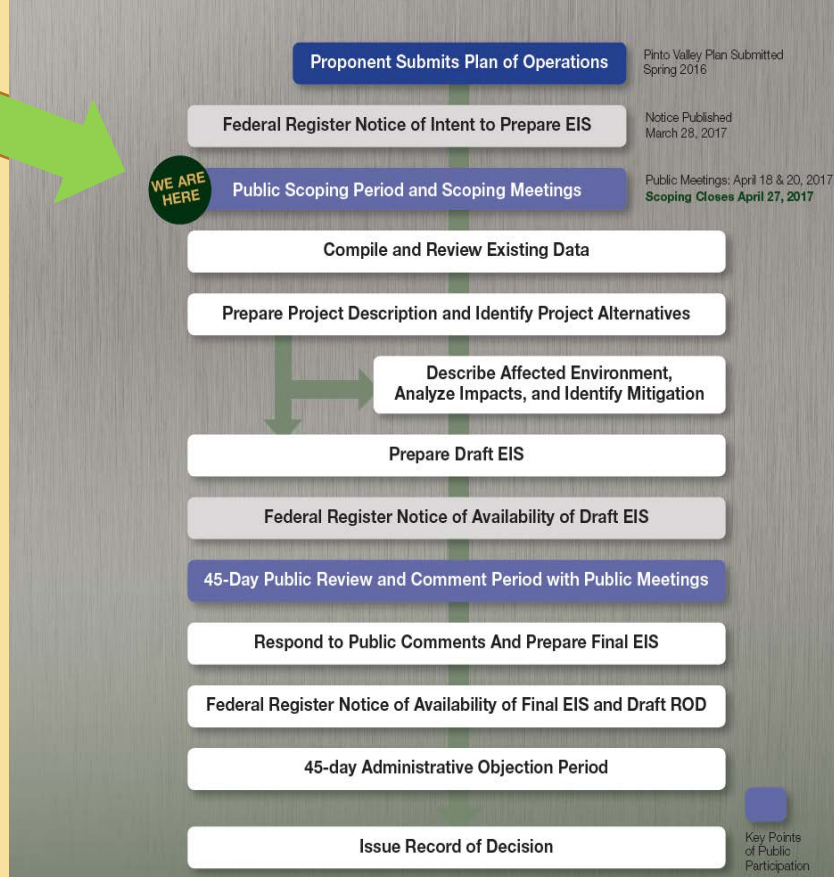 Proponent Submits Plan of Operations
Pinto Valley Plan Submitted
Spring 2016
Federal Register Notice of Intent to Prepare EIS
Notice Published
March 28, 2017
WE ARE
HERE
Public Scoping Period and Scoping Meetings
Public Meetings: April 18 & 20, 2017
Scoping Closes April 27, 2017
Compile and Review Existing Data
Prepare Project Description and Identify Project Alternatives
Describe Affected Environment,
Analyze Impacts, and Identify Mitigation
Prepare Draft EIS
Federal Register Notice of Availability of Draft EIS
45-Day Public Review and Comment Period with Public Meetings
Respond to Public Comments And Prepare Final EIS
Federal Register Notice of Availability of Final EIS and Draft ROD
45-day Administrative Objection Period
Issue Record of Decision
Key Points
of Public
Participation